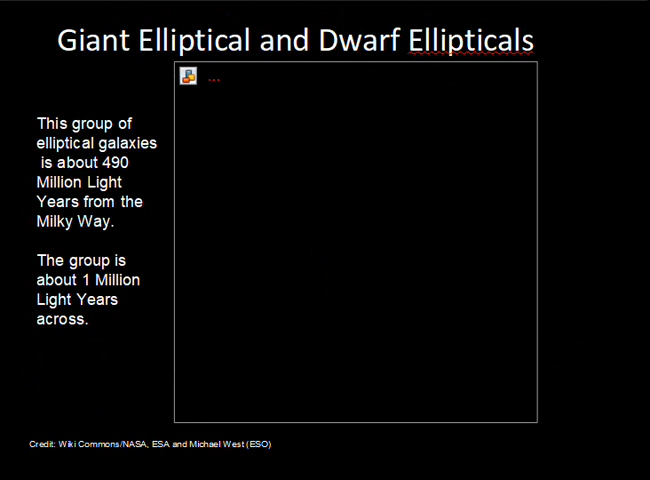 Giant Elliptical and Dwarf Ellipticals
...
This group of
elliptical galaxies
is about 490
Million Light
Years from the
Milky Way.
The group is
about 1 Million
Light Years
across.
Credit: Wiki Commons/NASA, ESA and Michael West (ESO)